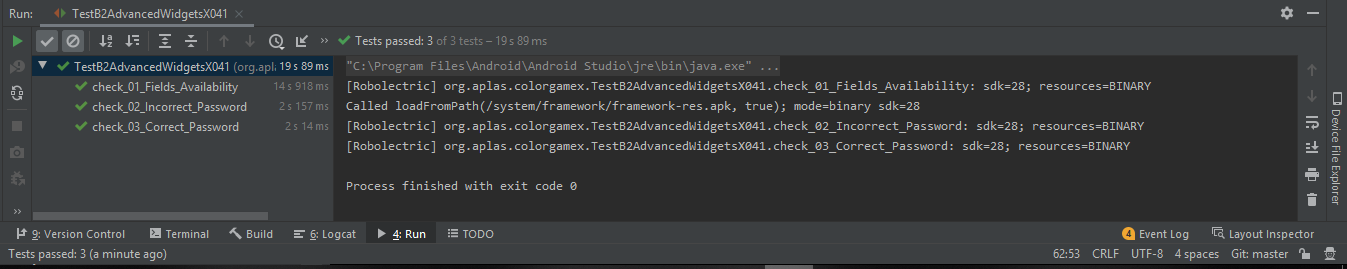 Run: TestB2AdvancedWidgetsX041
» Tests passed: 3 of 3 tests – 19 s 89 ms
TestB2AdvancedWidgetsX041 (org.apla 19 s 89 ms
check_01_Fields_Availability 14 s 918 ms
check_02_Incorrect_Password 2 s 157 ms
check_03_Correct_Password 2 s 14 ms
"C:\Program Files\Android\Android Studio\jre\bin\java.exe" ...
[Robolectric] org.aplas.colorgamex.TestB2AdvancedWidgetsX041.check_01_Fields_Availability: sdk=28; resources=BINARY
Called loadFromPath(/system/framework/framework-res.apk, true); mode=binary sdk=28
[Robolectric] org.aplas.colorgamex.TestB2AdvancedWidgetsX041.check_02_Incorrect_Password: sdk=28; resources=BINARY
[Robolectric] org.aplas.colorgamex.TestB2AdvancedWidgetsX041.check_03_Correct_Password: sdk=28; resources=BINARY
Process finished with exit code 0
Device File Explorer
»
9: Version Control Terminal Build 6: Logcat 4: Run TODO 4 Event Log Layout Inspector
Tests passed: 3 (a minute ago) 62:53 CRLF UTF-8 4 spaces Git: master